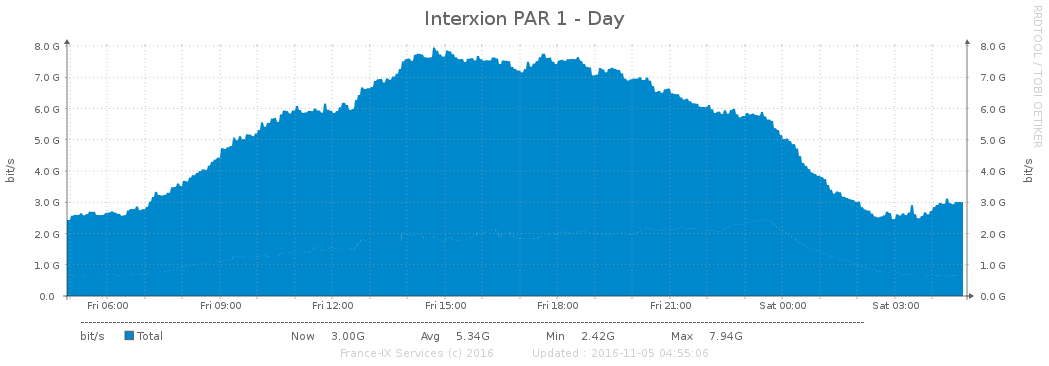 Interxion PAR 1 - Day
RRDTOOL / TOBI OETIKER
8.0 G 8.0 G
7.0 G 7.0 G
6.0 G 6.0 G
5.0 G 5.0 G
4.0 G 4.0 G
3.0 G 3.0 G
2.0 G 2.0 G
1.0 G 1.0 G
0.0 0.0 G
bit/s
bit/s
Fri 06:00 Fri 09:00 Fri 12:00 Fri 15:00 Fri 18:00 Fri 21:00 Sat 00:00 Sat 03:00
bit/s Total Now 3.00G Avg 5.34G Min 2.42G Max 7.94G
France-IX Services (c) 2016 Updated : 2016-11-05 04:55:06